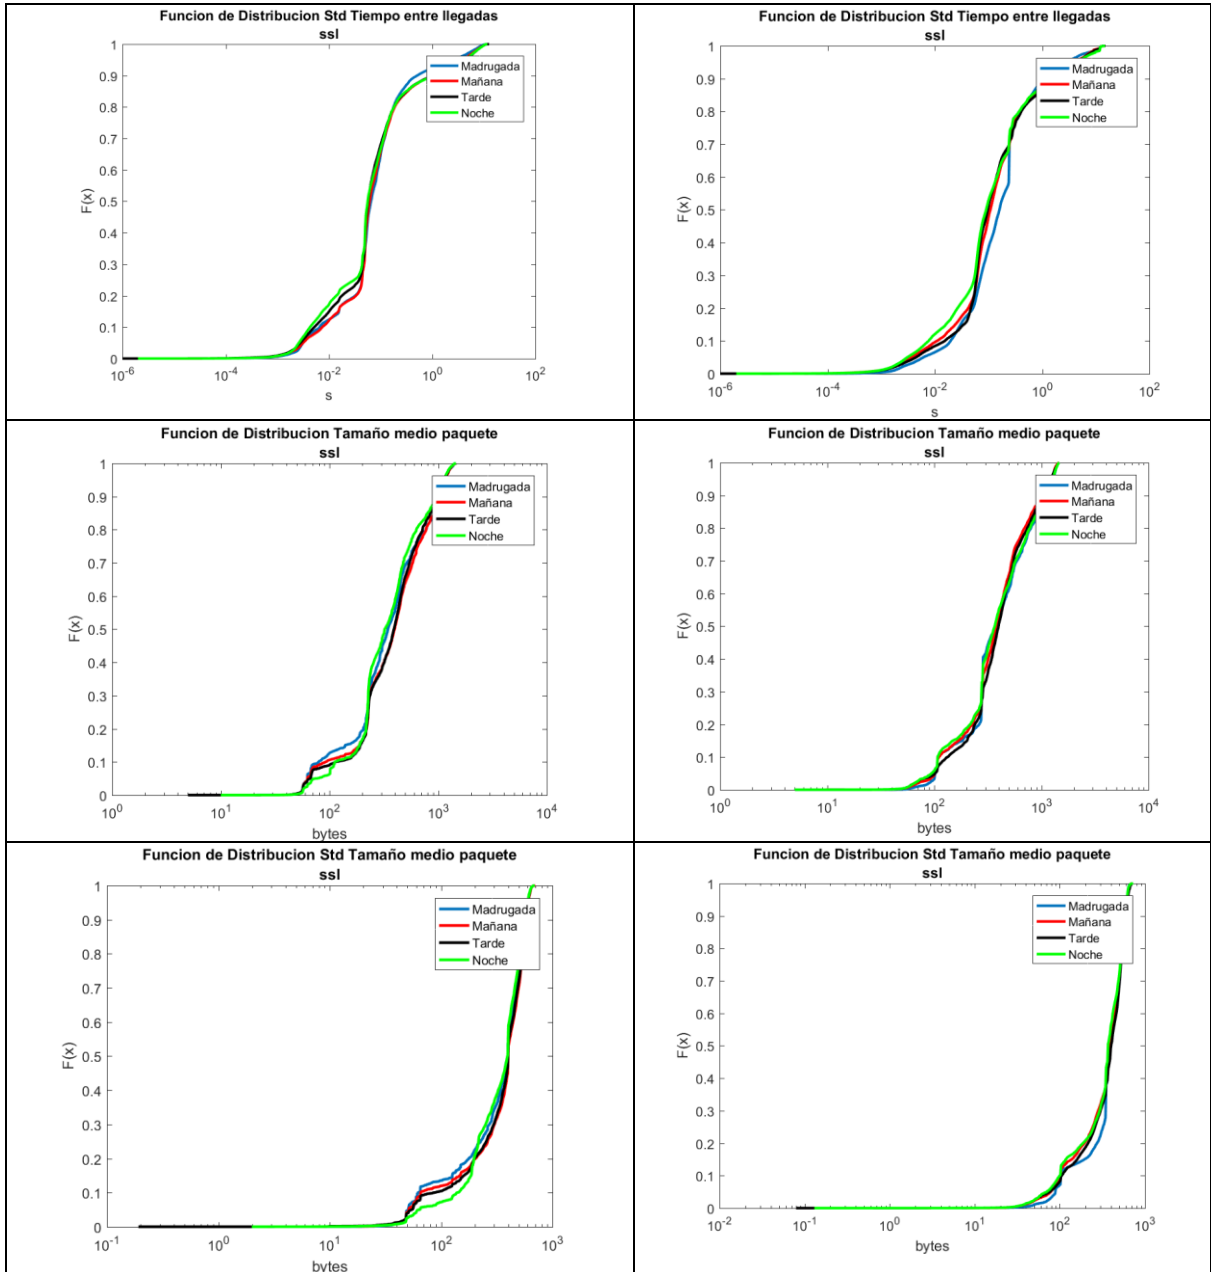 Funcion de Distribucion Std Tiempo entre llegadas
ssl
1
0.9
0.8
0.7
0.6
0.5
0.4
0.3
0.2
0.1
0
F(x)
Madrugada
Mañana
Tarde
Noche
10-6
10-4
10-2
100
102
s
Funcion de Distribucion Std Tiempo entre llegadas
ssl
1
0.9
0.8
0.7
0.6
0.5
0.4
0.3
0.2
0.1
0
F(x)
Madrugada
Mañana
Tarde
Noche
10-6
10-4
10-2
100
102
s
Funcion de Distribucion Tamaño medio paquete
ssl
1
0.9
0.8
0.7
0.6
0.5
0.4
0.3
0.2
0.1
0
F(x)
Madrugada
Mañana
Tarde
Noche
100
101
102
103
104
bytes
Funcion de Distribucion Tamaño medio paquete
ssl
1
0.9
0.8
0.7
0.6
0.5
0.4
0.3
0.2
0.1
0
F(x)
Madrugada
Mañana
Tarde
Noche
100
101
102
103
104
bytes
Funcion de Distribucion Std Tamaño medio paquete
ssl
1
0.9
0.8
0.7
0.6
0.5
0.4
0.3
0.2
0.1
0
F(x)
Madrugada
Mañana
Tarde
Noche
10-1
100
101
102
103
bytes
Funcion de Distribucion Std Tamaño medio paquete
ssl
1
0.9
0.8
0.7
0.6
0.5
0.4
0.3
0.2
0.1
0
F(x)
Madrugada
Mañana
Tarde
Noche
10-2
10-1
100
101
102
103
bytes